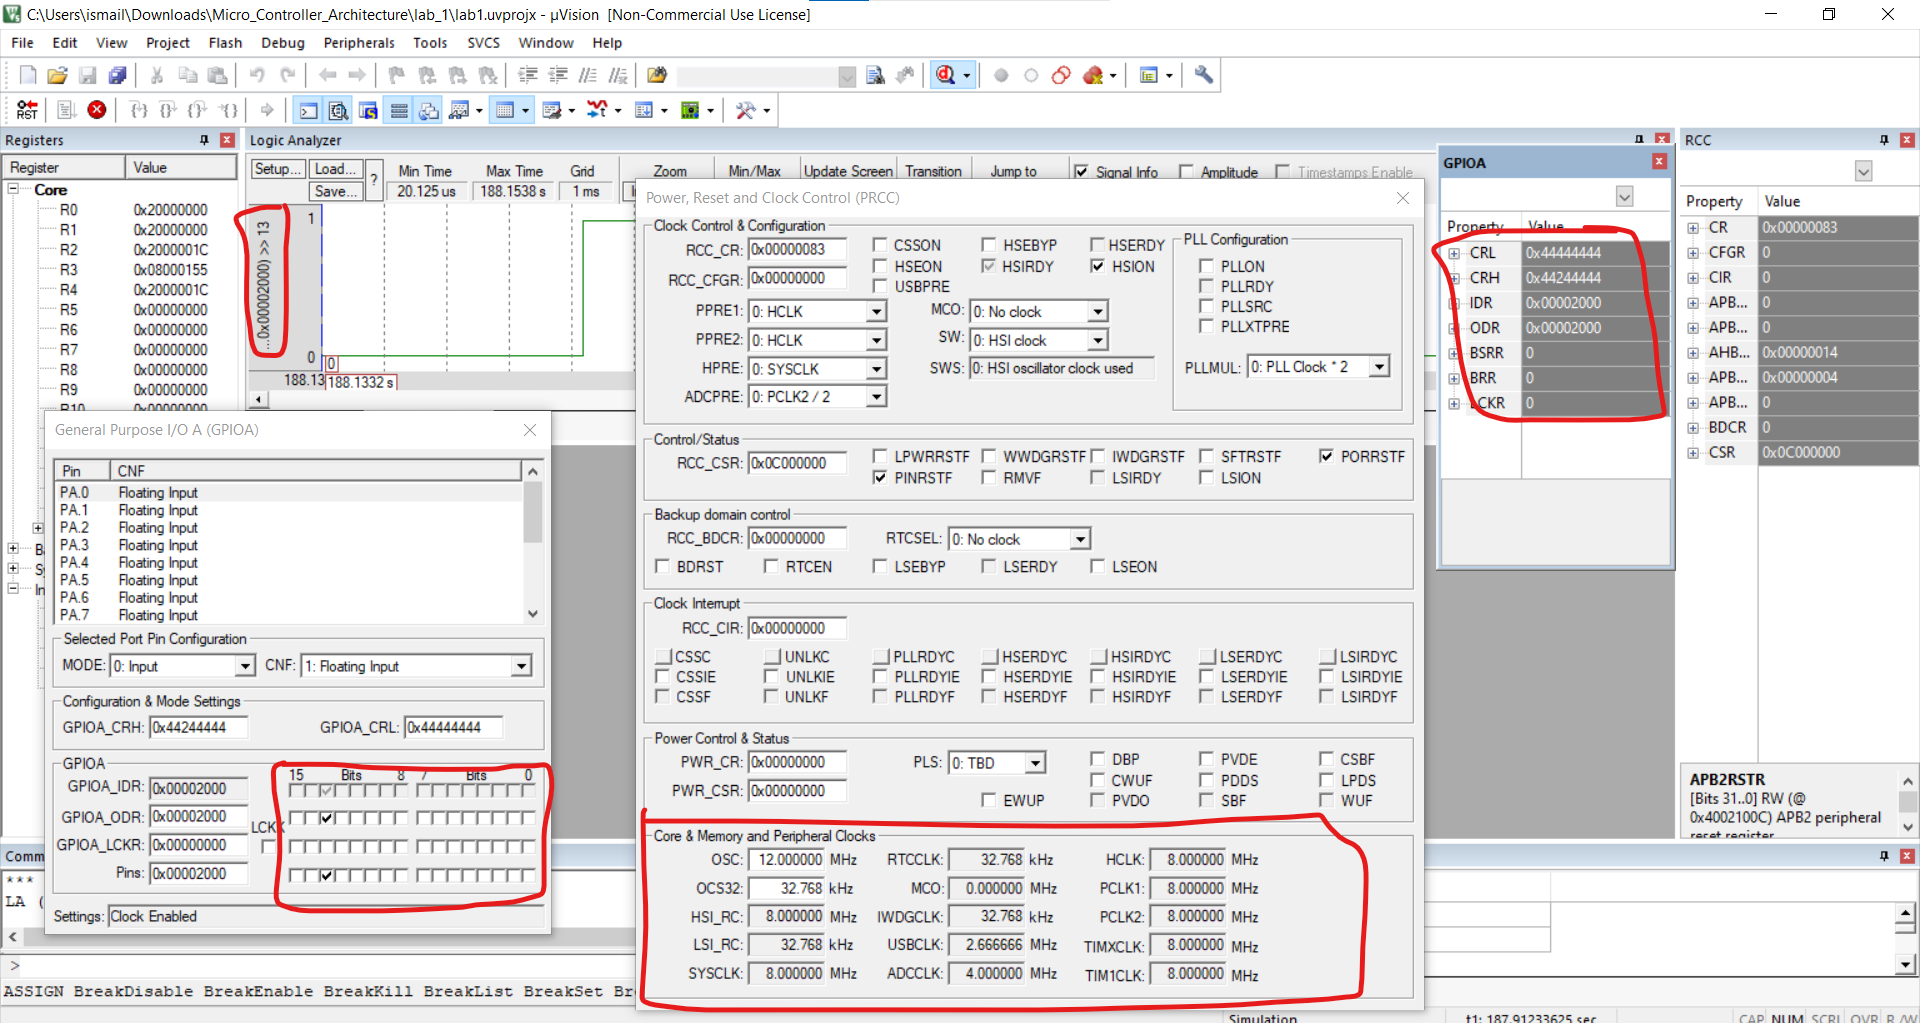 C:\Users\ismail\Downloads\Micro_Controller_Architecture\lab_1\lab1.uvprojx - µVision [Non-Commercial Use License]
File Edit View Project Flash Debug Peripherals Tools SVCS Window Help
RST
Registers
Register Value
Core
R0 0x20000000
R1 0x20000000
R2 0x2000001C
R3 0x08000155
R4 0x2000001C
R5 0x00000000
R6 0x00000000
R7 0x00000000
R8 0x00000000
R9 0x00000000
R10 0x00000000
Logic Analyzer
Setup... Load... Save... ?
Min Time Max Time Grid Zoom Min/Max Update Screen Transition Jump to Signal Info Amplitude Timestamps Enable
20.125 us 188.1538 s 1 ms
...0x00002000) >> 13
1
0
0
188.13 188.1332 s
General Purpose I/O A (GPIOA)
Pin CNF
PA.0 Floating Input
PA.1 Floating Input
PA.2 Floating Input
PA.3 Floating Input
PA.4 Floating Input
PA.5 Floating Input
PA.6 Floating Input
PA.7 Floating Input
Selected Port Pin Configuration
MODE: 0: Input CNF: 1: Floating Input
Configuration & Mode Settings
GPIOA_CRH: 0x44244444 GPIOA_CRL: 0x44444444
GPIOA
15 Bits 8 7 Bits 0
GPIOA_IDR: 0x00002000
GPIOA_ODR: 0x00002000
LCKK
GPIOA_LCKR: 0x00000000
Pins: 0x00002000
Settings: Clock Enabled
Power, Reset and Clock Control (PRCC)
Clock Control & Configuration
RCC_CR: 0x00000083 CSSON HSEBYP HSERDY
RCC_CFGR: 0x00000000 HSEON HSIRDY HSION
USBPRE
PPRE1: 0: HCLK MCO: 0: No clock
PPRE2: 0: HCLK SW: 0: HSI clock
HPRE: 0: SYSCLK SWS: 0: HSI oscillator clock used
ADCPRE: 0: PCLK2 / 2
PLL Configuration
PLLON
PLLRDY
PLLSRC
PLLXTPRE
PLLMUL: 0: PLL Clock * 2
Control/Status
RCC_CSR: 0x0C000000 LPWRRSTF WWDGRSTF IWDGRSTF SFTRSTF PORRSTF
PINRSTF RMVF LSIRDY LSION
Backup domain control
RCC_BDCR: 0x00000000 RTCSEL: 0: No clock
BDRST RTCEN LSEBYP LSERDY LSEON
Clock Interrupt
RCC_CIR: 0x00000000
CSSC UNLKC PLLRDYC HSERDYC HSIRDYC LSERDYC LSIRDYC
CSSIE UNLKIE PLLRDYIE HSERDYIE HSIRDYIE LSERDYIE LSIRDYIE
CSSF UNLKF PLLRDYF HSERDYF HSIRDYF LSERDYF LSIRDYF
Power Control & Status
PWR_CR: 0x00000000 PLS: 0: TBD DBP PVDE CSBF
CWUF PDDS LPDS
PWR_CSR: 0x00000000 EWUP PVDO SBF WUF
Core & Memory and Peripheral Clocks
OSC: 12.000000 MHz RTCCLK: 32.768 kHz HCLK: 8.000000 MHz
OCS32: 32.768 kHz MCO: 0.000000 MHz PCLK1: 8.000000 MHz
HSI_RC: 8.000000 MHz IWDGCLK: 32.768 kHz PCLK2: 8.000000 MHz
LSI_RC: 32.768 kHz USBCLK: 2.666666 MHz TIMXCLK: 8.000000 MHz
SYSCLK: 8.000000 MHz ADCCLK: 4.000000 MHz TIM1CLK: 8.000000 MHz
GPIOA
Property Value
CRL 0x44444444
CRH 0x44244444
IDR 0x00002000
ODR 0x00002000
BSRR 0
BRR 0
LCKR 0
RCC
Property Value
CR 0x00000083
CFGR 0
CIR 0
APB... 0
APB... 0
AHB... 0x00000014
APB... 0x00000004
APB... 0
BDCR 0
CSR 0x0C000000
APB2RSTR
[Bits 31..0] RW (@
0x4002100C) APB2 peripheral
reset register
Comm
***
LA (
>
ASSIGN BreakDisable BreakEnable BreakKill BreakList BreakSet
Simulation t1: 187.91233625 sec CAP NUM SCRL OVR R/W